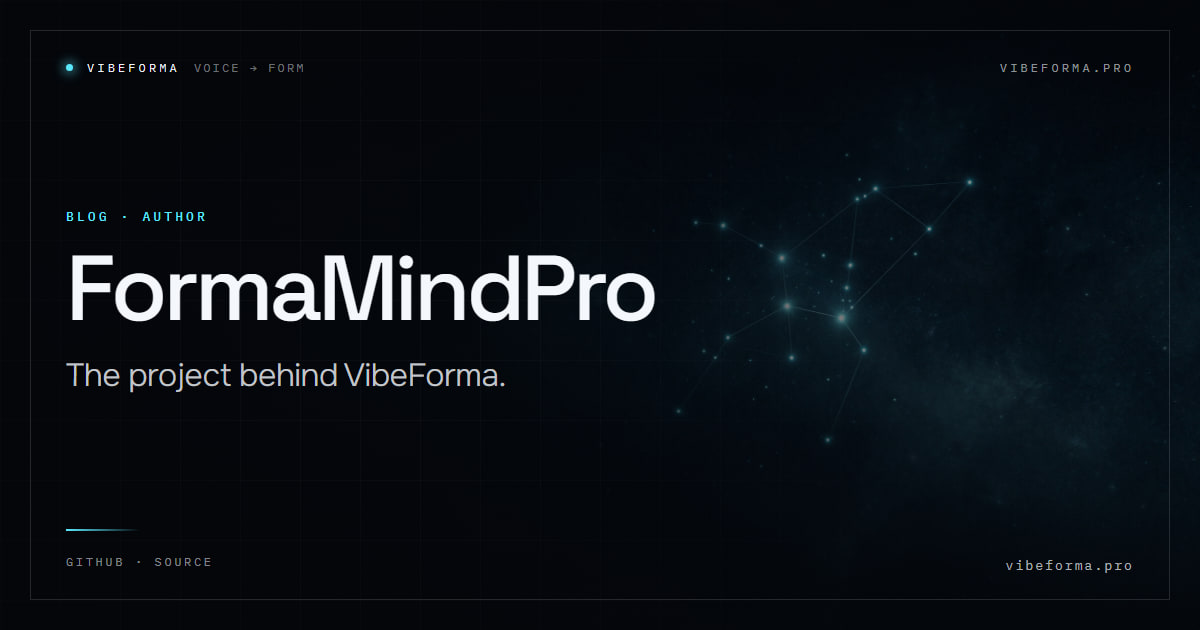 VIBEFORMA VOICE → FORM
VIBEFORMA.PRO
BLOG · AUTHOR
FormaMindPro
The project behind VibeForma.
GITHUB · SOURCE
vibeforma.pro